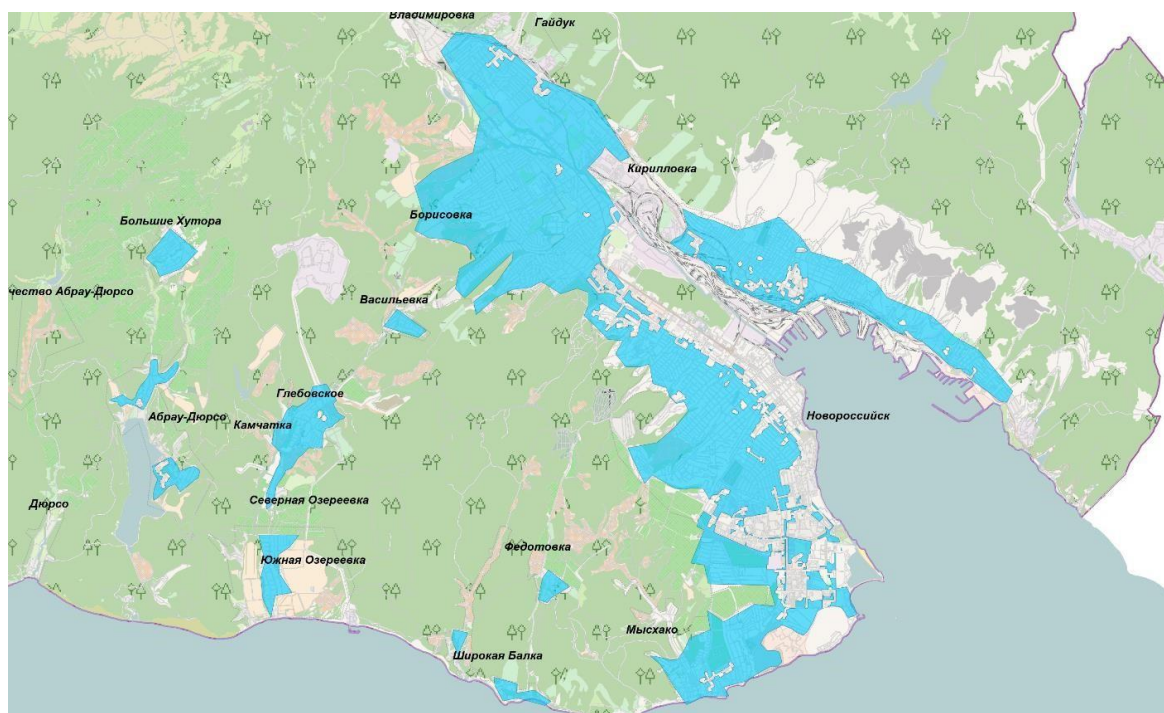 Владимировка
Гайдук
Кирилловка
Большие Хутора
Борисовка
чество Абрау-Дюрсо
Васильевка
Глебовское
Абрау-Дюрсо
Камчатка
Новороссийск
Северная Озереевка
Дюрсо
Федотовка
Южная Озереевка
Мысхако
Широкая Балка